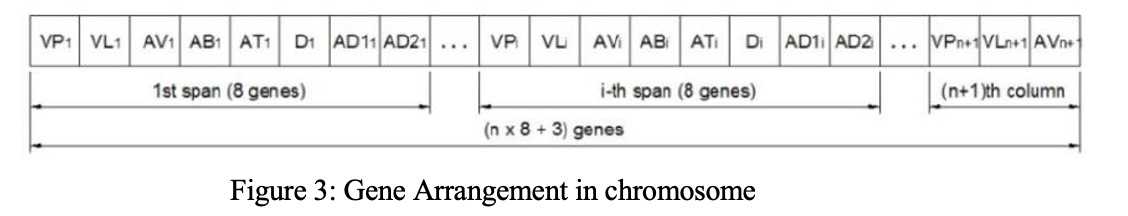 VP1 VL1 AV1 AB1 AT1 D1 AD11 AD21 ... VPi VLi AVi ABi ATi Di AD1i AD2i ... VPn+1 VLn+1 AVn+1
1st span (8 genes) i-th span (8 genes) (n+1)th column
(n x 8 + 3) genes
Figure 3: Gene Arrangement in chromosome